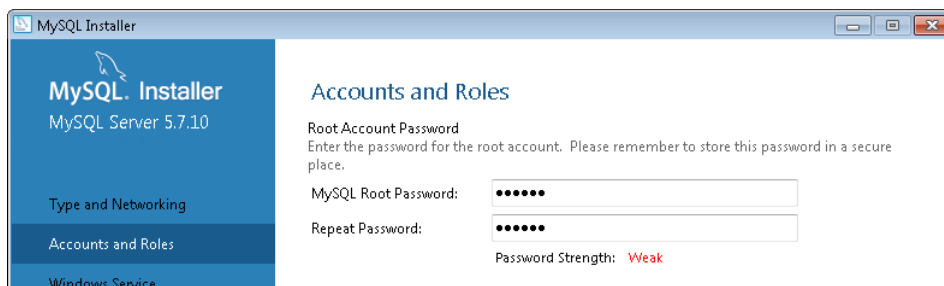 MySQL Installer
MySQL. Installer
MySQL Server 5.7.10
Type and Networking
Accounts and Roles
Windows Service
Accounts and Roles
Root Account Password
Enter the password for the root account. Please remember to store this password in a secure
place.
MySQL Root Password: ●●●●●●
Repeat Password: ●●●●●●
Password Strength: Weak